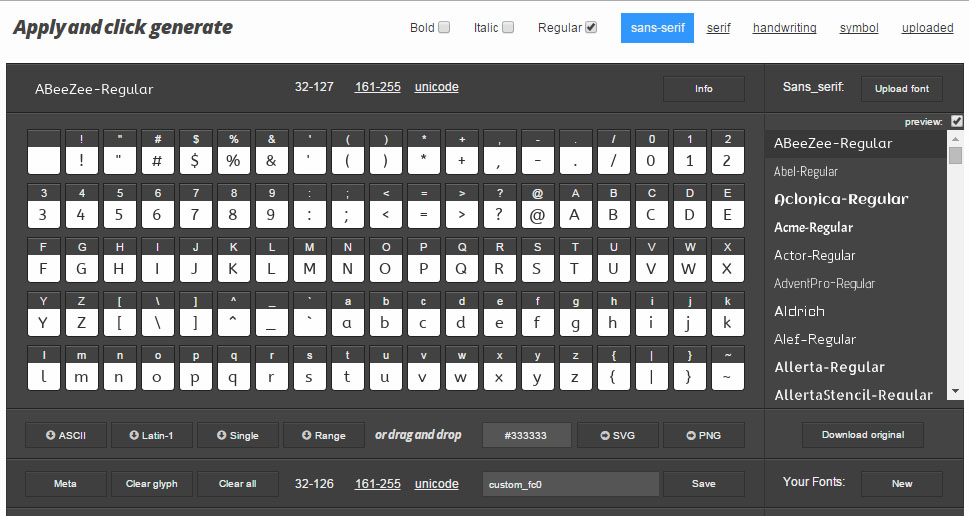 Apply and click generate Bold Italic Regular sans-serif serif handwriting symbol uploaded
ABeeZee-Regular 32-127 161-255 unicode Info Sans_serif: Upload font
preview:
! " # $ % & ' ( ) * + , - . / 0 1 2
! " # $ % & ' ( ) * + , - . / 0 1 2
3 4 5 6 7 8 9 : ; < = > ? @ A B C D E
3 4 5 6 7 8 9 : ; < = > ? @ A B C D E
F G H I J K L M N O P Q R S T U V W X
F G H I J K L M N O P Q R S T U V W X
Y Z [ \ ] ^ _ ` a b c d e f g h i j k
Y Z [ \ ] ^ _ ` a b c d e f g h i j k
l m n o p q r s t u v w x y z { | } ~
l m n o p q r s t u v w x y z { | } ~
ABeeZee-Regular
Abel-Regular
Aclonica-Regular
Acme-Regular
Actor-Regular
AdventPro-Regular
Aldrich
Alef-Regular
Allerta-Regular
AllertaStencil-Regular
ASCII Latin-1 Single Range or drag and drop #333333 SVG PNG Download original
Meta Clear glyph Clear all 32-126 161-255 unicode custom_fc0 Save Your Fonts: New